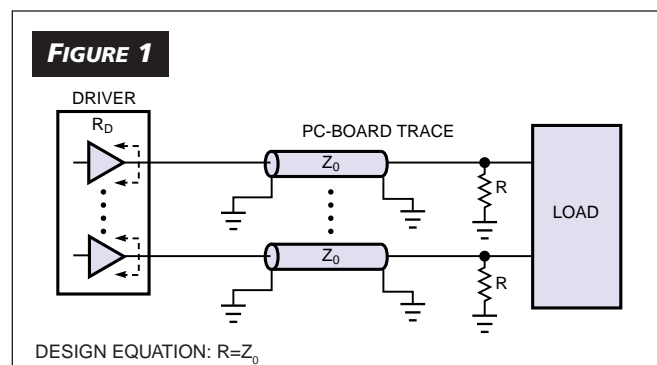 FIGURE 1
DRIVER
R_D
PC-BOARD TRACE
Z_0
R
LOAD
Z_0
R
DESIGN EQUATION: R=Z_0